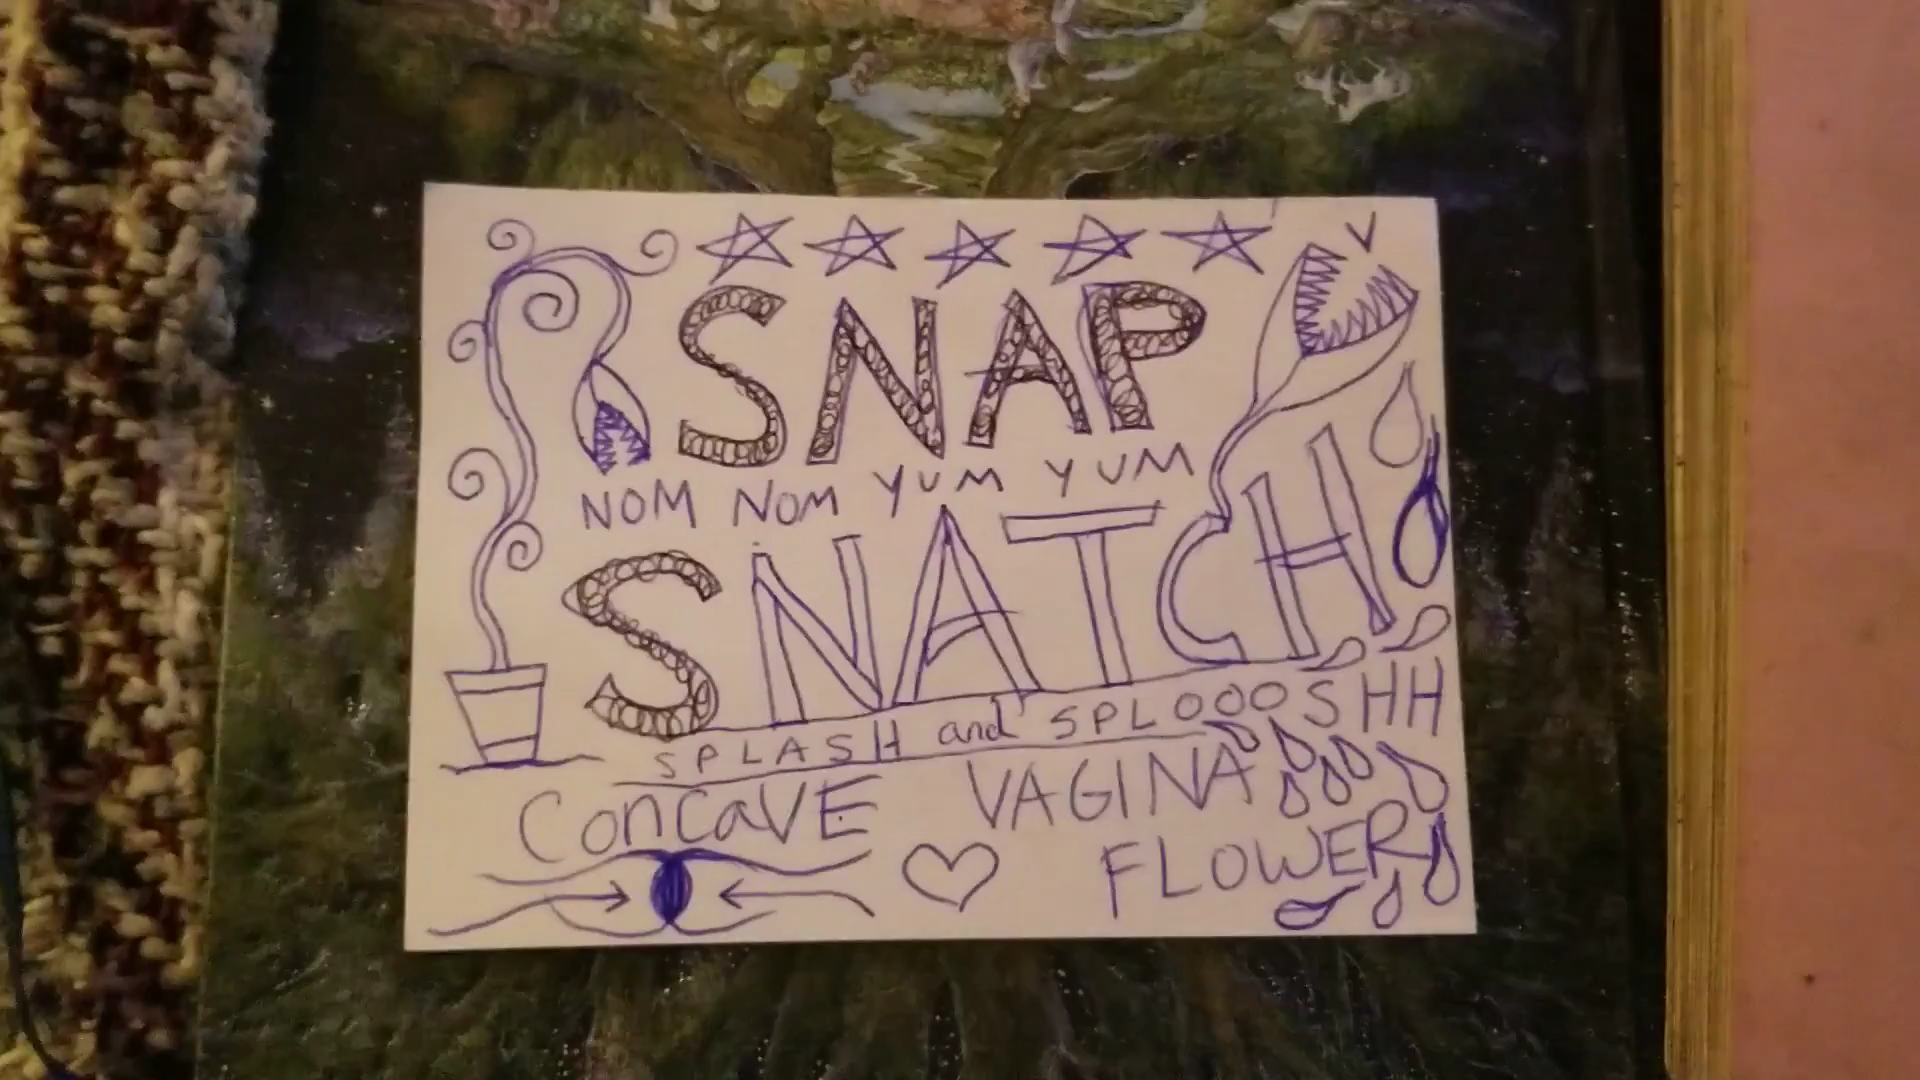 V
SNAP
NOM NOM YUM YUM
SNATCH
SPLASH and SPLOOOSHH
CONCAVE VAGINA
FLOWER